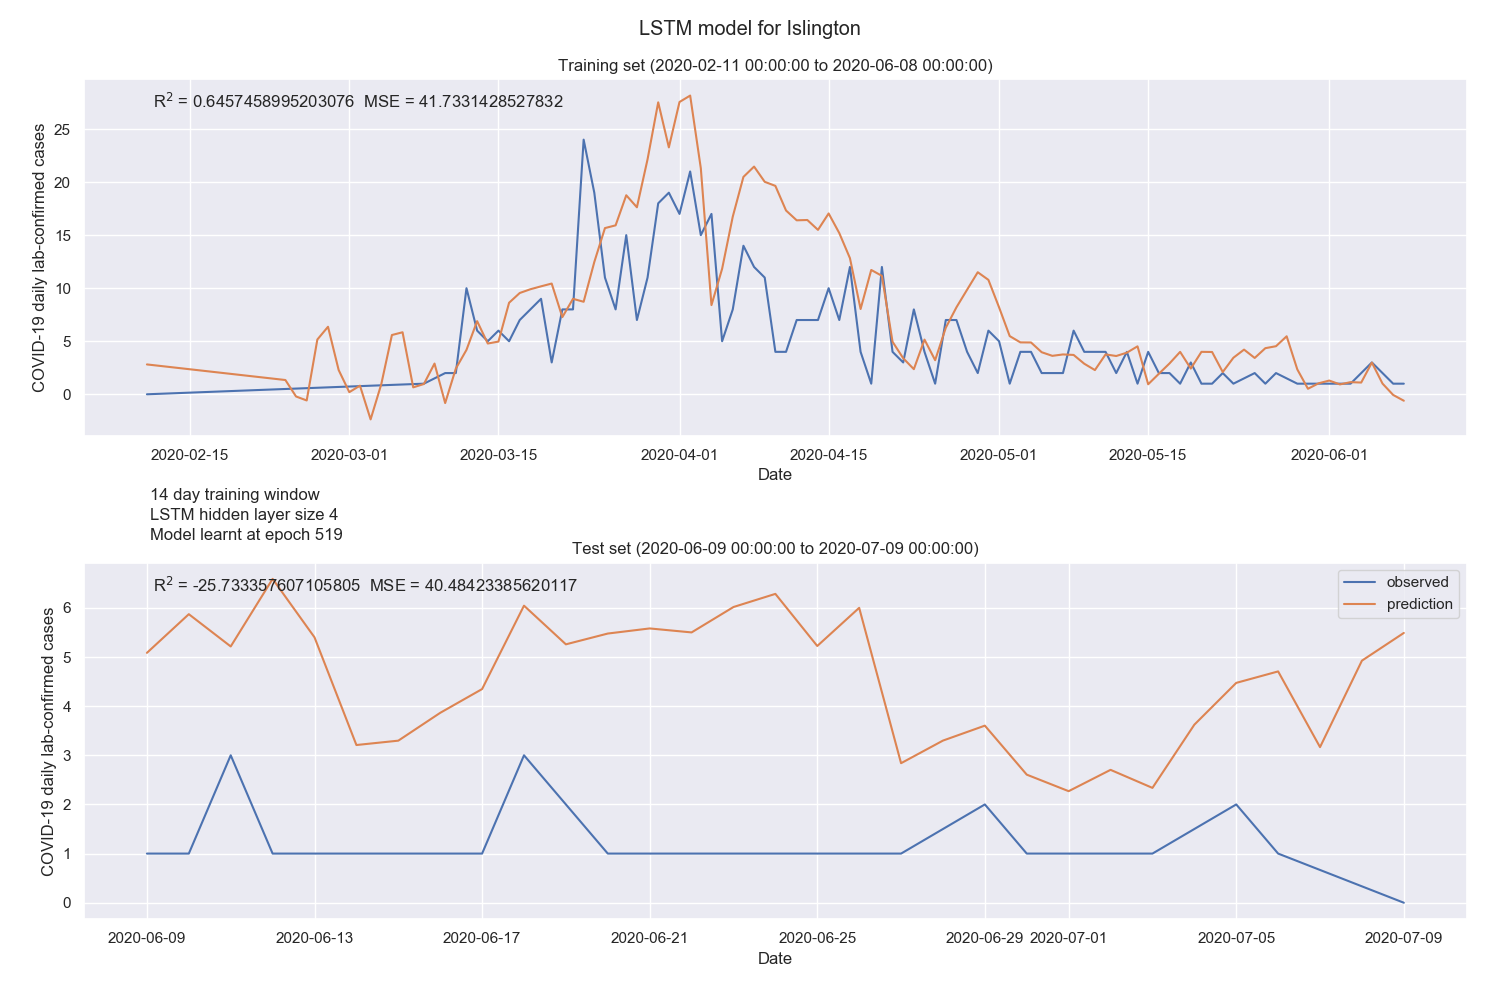 LSTM model for Islington
Training set (2020-02-11 00:00:00 to 2020-06-08 00:00:00)
R² = 0.6457458995203076 MSE = 41.7331428527832
COVID-19 daily lab-confirmed cases
25
20
15
10
5
0
2020-02-15 2020-03-01 2020-03-15 2020-04-01 2020-04-15 2020-05-01 2020-05-15 2020-06-01
Date
14 day training window
LSTM hidden layer size 4
Model learnt at epoch 519
Test set (2020-06-09 00:00:00 to 2020-07-09 00:00:00)
R² = -25.733357607105805 MSE = 40.48423385620117
observed
prediction
COVID-19 daily lab-confirmed cases
6
5
4
3
2
1
0
2020-06-09 2020-06-13 2020-06-17 2020-06-21 2020-06-25 2020-06-29 2020-07-01 2020-07-05 2020-07-09
Date